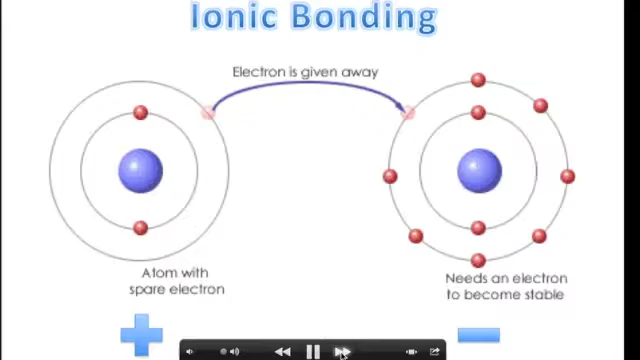 Ionic Bonding
Electron is given away
Atom with
spare electron
Needs an electron
to become stable